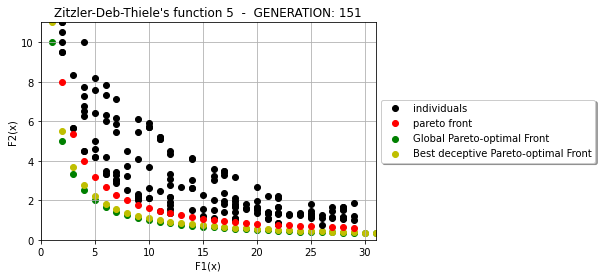 Zitzler-Deb-Thiele's function 5 - GENERATION: 151
10
8
6
4
2
0
F2(x)
0 5 10 15 20 25 30
F1(x)
individuals
pareto front
Global Pareto-optimal Front
Best deceptive Pareto-optimal Front